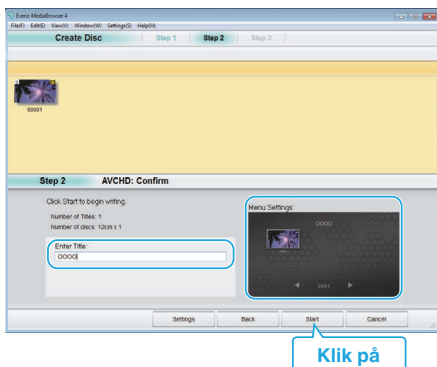 Everio MediaBrowser 4
File(F) Edit(E) View(V) Window(W) Settings(S) Help(H)
Create Disc Step 1 Step 2 Step 3
00001
Step 2 AVCHD: Confirm
Click Start to begin writing.
Number of Titles: 1
Number of discs: 12cm x 1
Enter Title:
OOOO
Menu Settings:
OOOO
Settings Back Start Cancel
Klik på